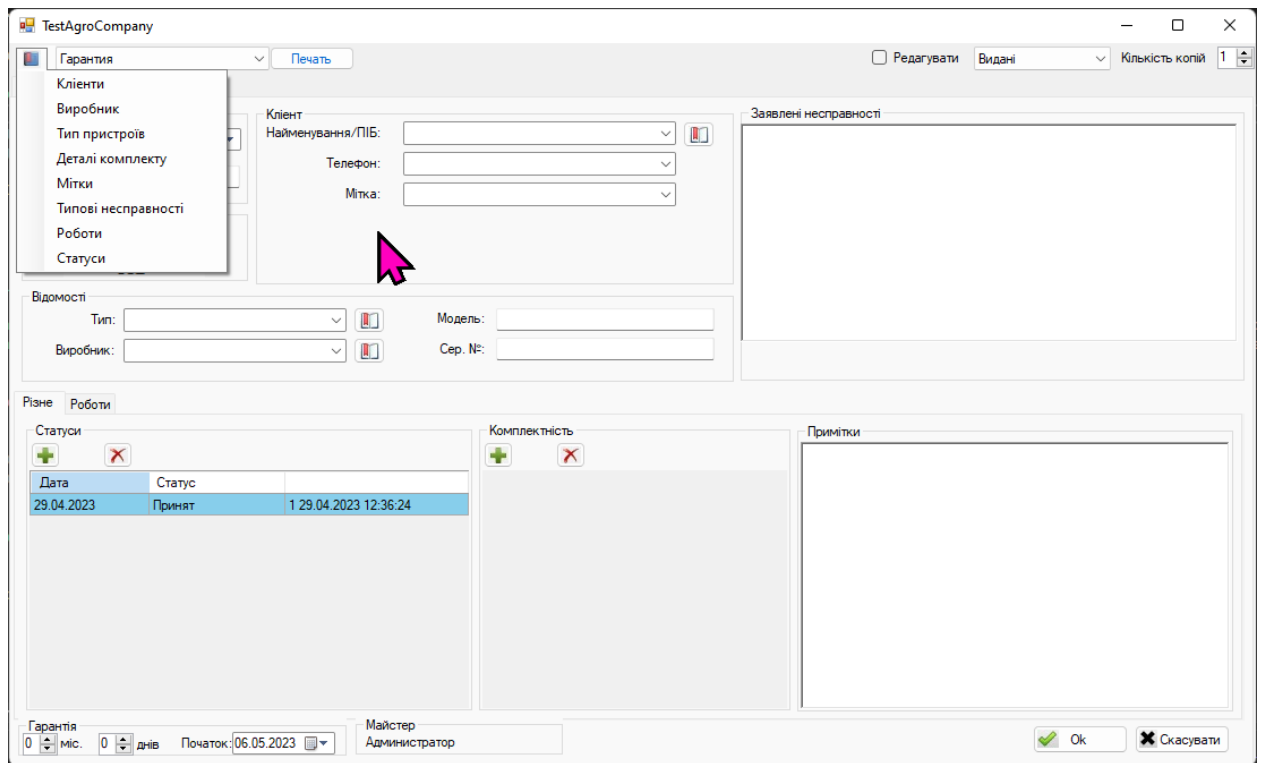 TestAgroCompany
Гарантия Печать Редагувати Видані Кількість копій 1
Кліенти
Виробник
Тип пристроїв
Деталі комплекту
Мітки
Типові несправності
Роботи
Статуси
Кліент
Найменування/ПІБ:
Телефон:
Мітка:
Заявлені несправності
Відомості
Тип: Модель:
Виробник: Сер. №:
Різне Роботи
Статуси
Дата Статус
29.04.2023 Принят 1 29.04.2023 12:36:24
Комплектність
Примітки
Гарантія
0 міс. 0 днів Початок: 06.05.2023
Майстер
Администратор
Ok Скасувати